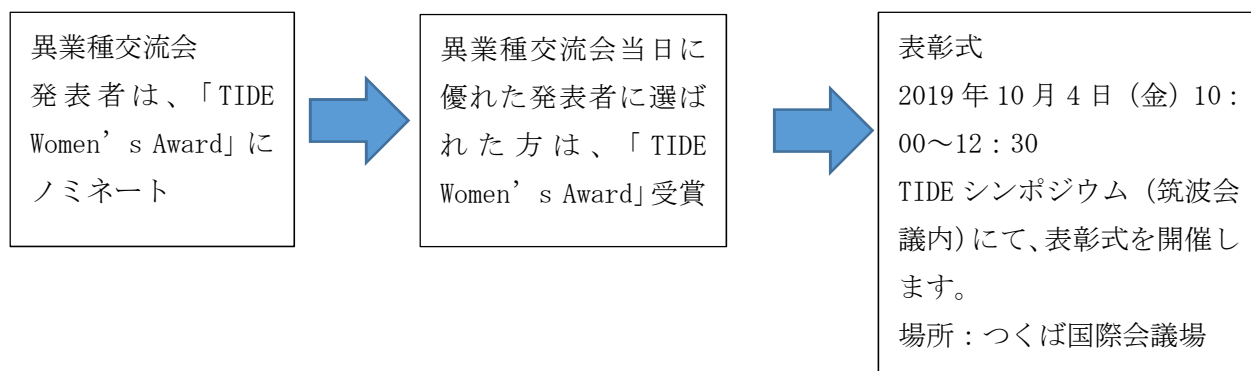 異業種交流会
発表者は、「TIDE
Women’s Award」に
ノミネート
異業種交流会当日に
優れた発表者に選ば
れた方は、「TIDE
Women’s Award」受賞
表彰式
2019年10月4日（金）10：
00～12：30
TIDEシンポジウム（筑波会
議内）にて、表彰式を開催し
ます。
場所：つくば国際会議場